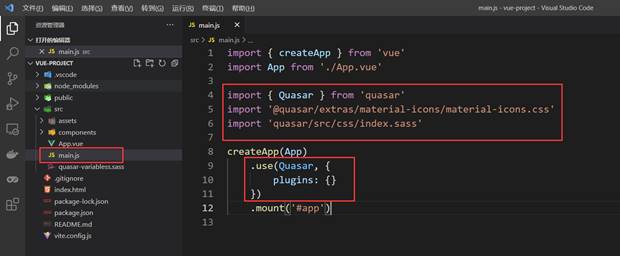 文件(F) 编辑(E) 选择(S) 查看(V) 转到(G) 运行(R) 终端(T) 帮助(H) main.js - vue-project - Visual Studio Code
资源管理器
打开的编辑器
main.js src
VUE-PROJECT
.vscode
node_modules
public
src
assets
components
App.vue
main.js
quasar-variabless.sass
.gitignore
index.html
package-lock.json
package.json
README.md
vite.config.js
main.js
src > main.js
1 import { createApp } from 'vue'
2 import App from './App.vue'
3
4 import { Quasar } from 'quasar'
5 import '@quasar/extras/material-icons/material-icons.css'
6 import 'quasar/src/css/index.sass'
7
8 createApp(App)
9 .use(Quasar, {
10 plugins: {}
11 })
12 .mount('#app')
13